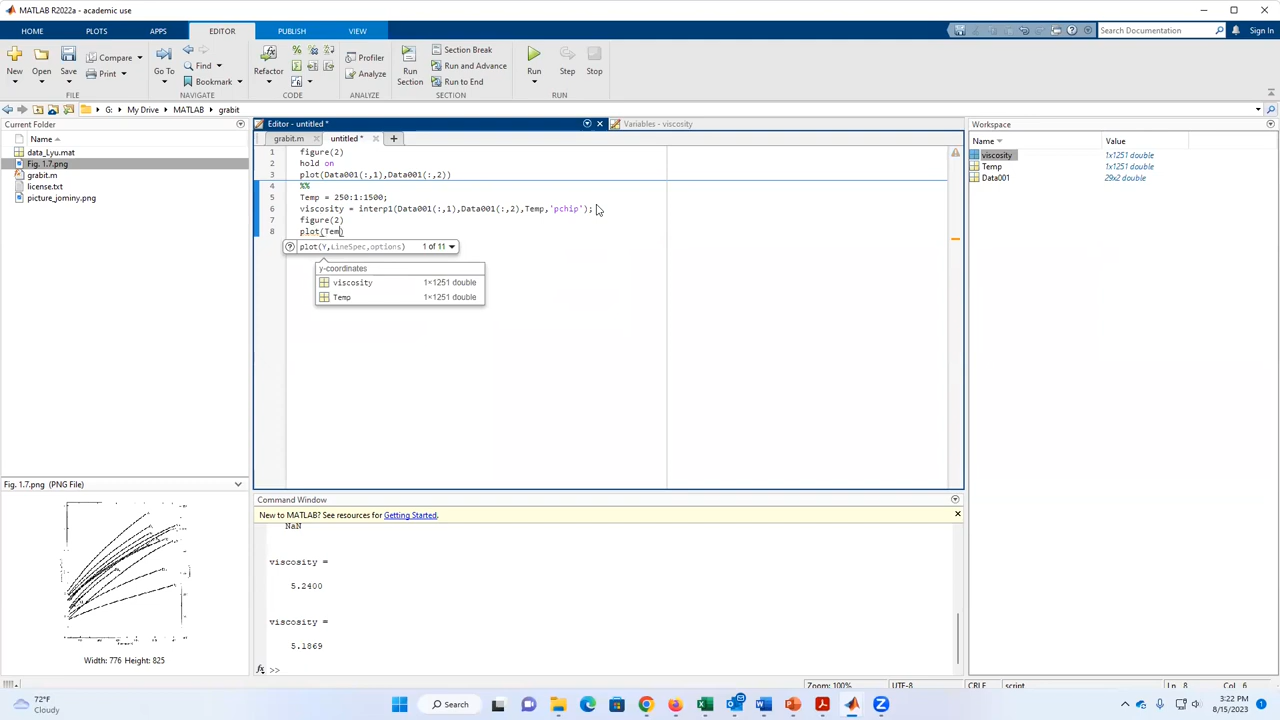 MATLAB R2022a - academic use
HOME PLOTS APPS EDITOR PUBLISH VIEW Search Documentation Sign In
New Open Save Compare Print Go To Find Bookmark Refactor Profiler Analyze Run Section Section Break Run and Advance Run to End Run Step Stop
FILE NAVIGATE CODE ANALYZE SECTION RUN
G: My Drive MATLAB grabit
Current Folder
Name
data_Lyu.mat
Fig. 1.7.png
grabit.m
license.txt
picture_jominy.png
Fig. 1.7.png (PNG File)
Width: 776 Height: 825
Editor - untitled * Variables - viscosity
grabit.m untitled *
1 figure(2)
2 hold on
3 plot(Data001(:,1),Data001(:,2))
4 %%
5 Temp = 250:1:1500;
6 viscosity = interp1(Data001(:,1),Data001(:,2),Temp,'pchip');
7 figure(2)
8 plot(Tem)
plot(Y,LineSpec,options) 1 of 11
y-coordinates
viscosity 1×1251 double
Temp 1×1251 double
Command Window
New to MATLAB? See resources for Getting Started.
NaN
viscosity =
5.2400
viscosity =
5.1869
fx >>
Workspace
Name Value
viscosity 1x1251 double
Temp 1x1251 double
Data001 29x2 double
Zoom: 100% UTF-8 CRLF script Ln 8 Col 6
72°F
Cloudy
Search
3:22 PM
8/15/2023